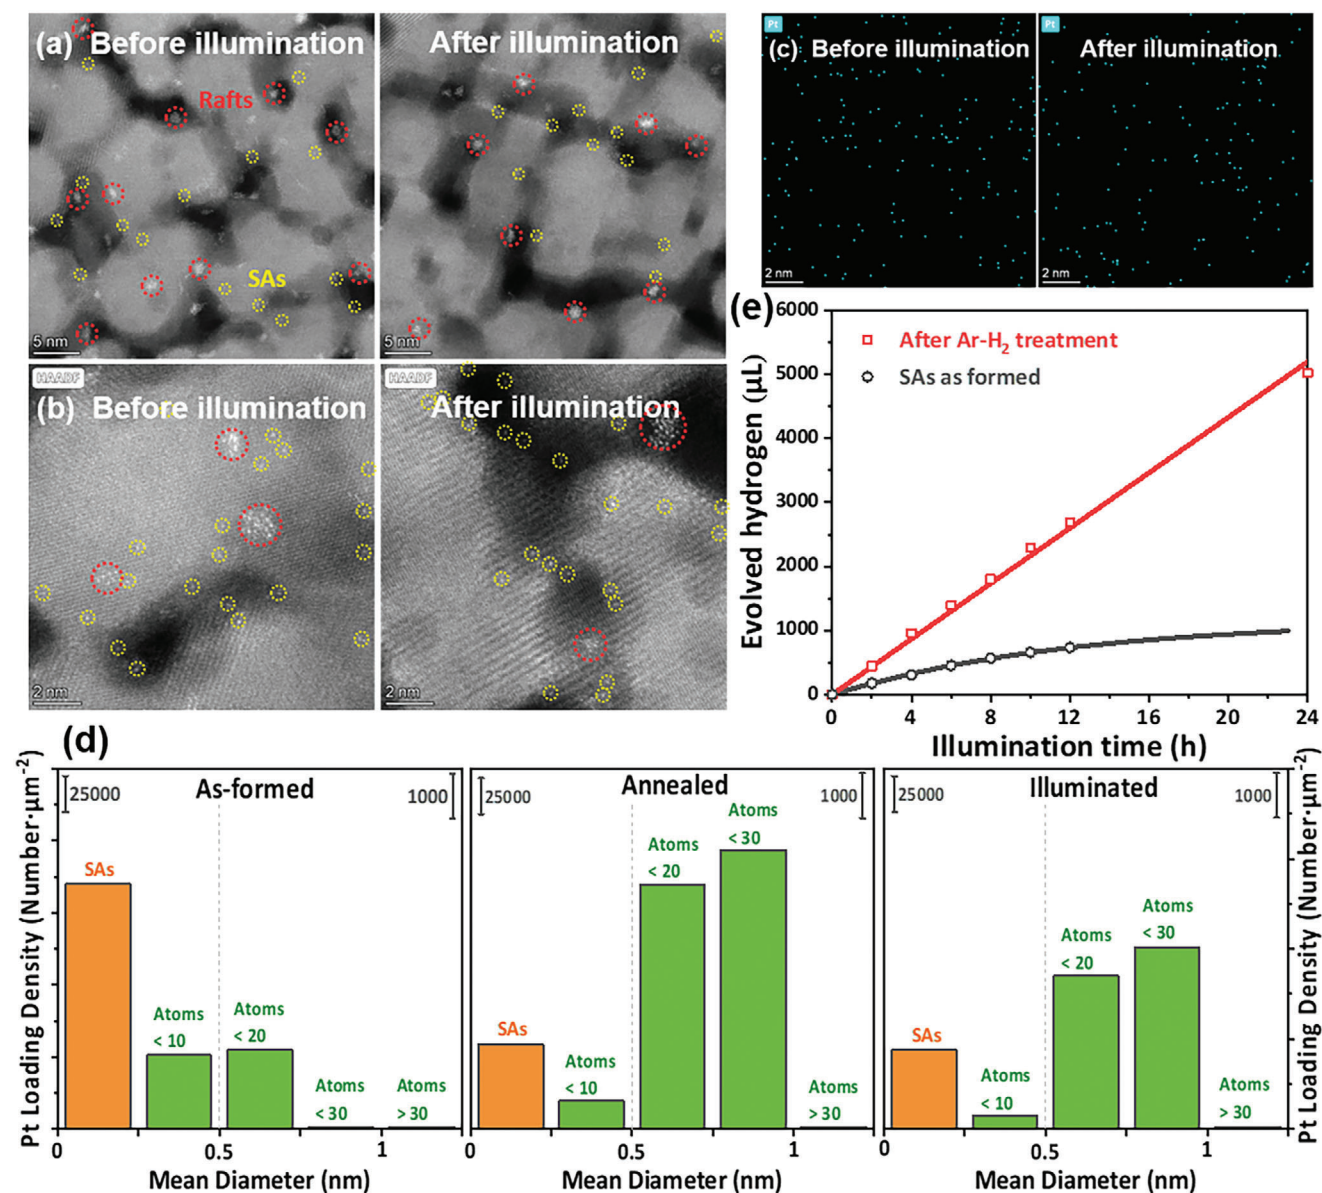 (a) Before illumination
Rafts
SAs
5 nm
After illumination
5 nm
HAADF
(b) Before illumination
2 nm
HAADF
After illumination
2 nm
Pt
(c) Before illumination
2 nm
Pt
After illumination
2 nm
(e)
Evolved hydrogen (µL)
6000
5000
4000
3000
2000
1000
0
After Ar-H₂ treatment
SAs as formed
0 4 8 12 16 20 24
Illumination time (h)
(d)
Pt Loading Density (Number·µm⁻²)
25000
As-formed
1000
SAs
Atoms
< 10
Atoms
< 20
Atoms
< 30
Atoms
> 30
0 0.5 1
Mean Diameter (nm)
25000
Annealed
1000
SAs
Atoms
< 10
Atoms
< 20
Atoms
< 30
Atoms
> 30
0 0.5 1
Mean Diameter (nm)
25000
Illuminated
1000
SAs
Atoms
< 10
Atoms
< 20
Atoms
< 30
Atoms
> 30
0 0.5 1
Mean Diameter (nm)
Pt Loading Density (Number·µm⁻²)